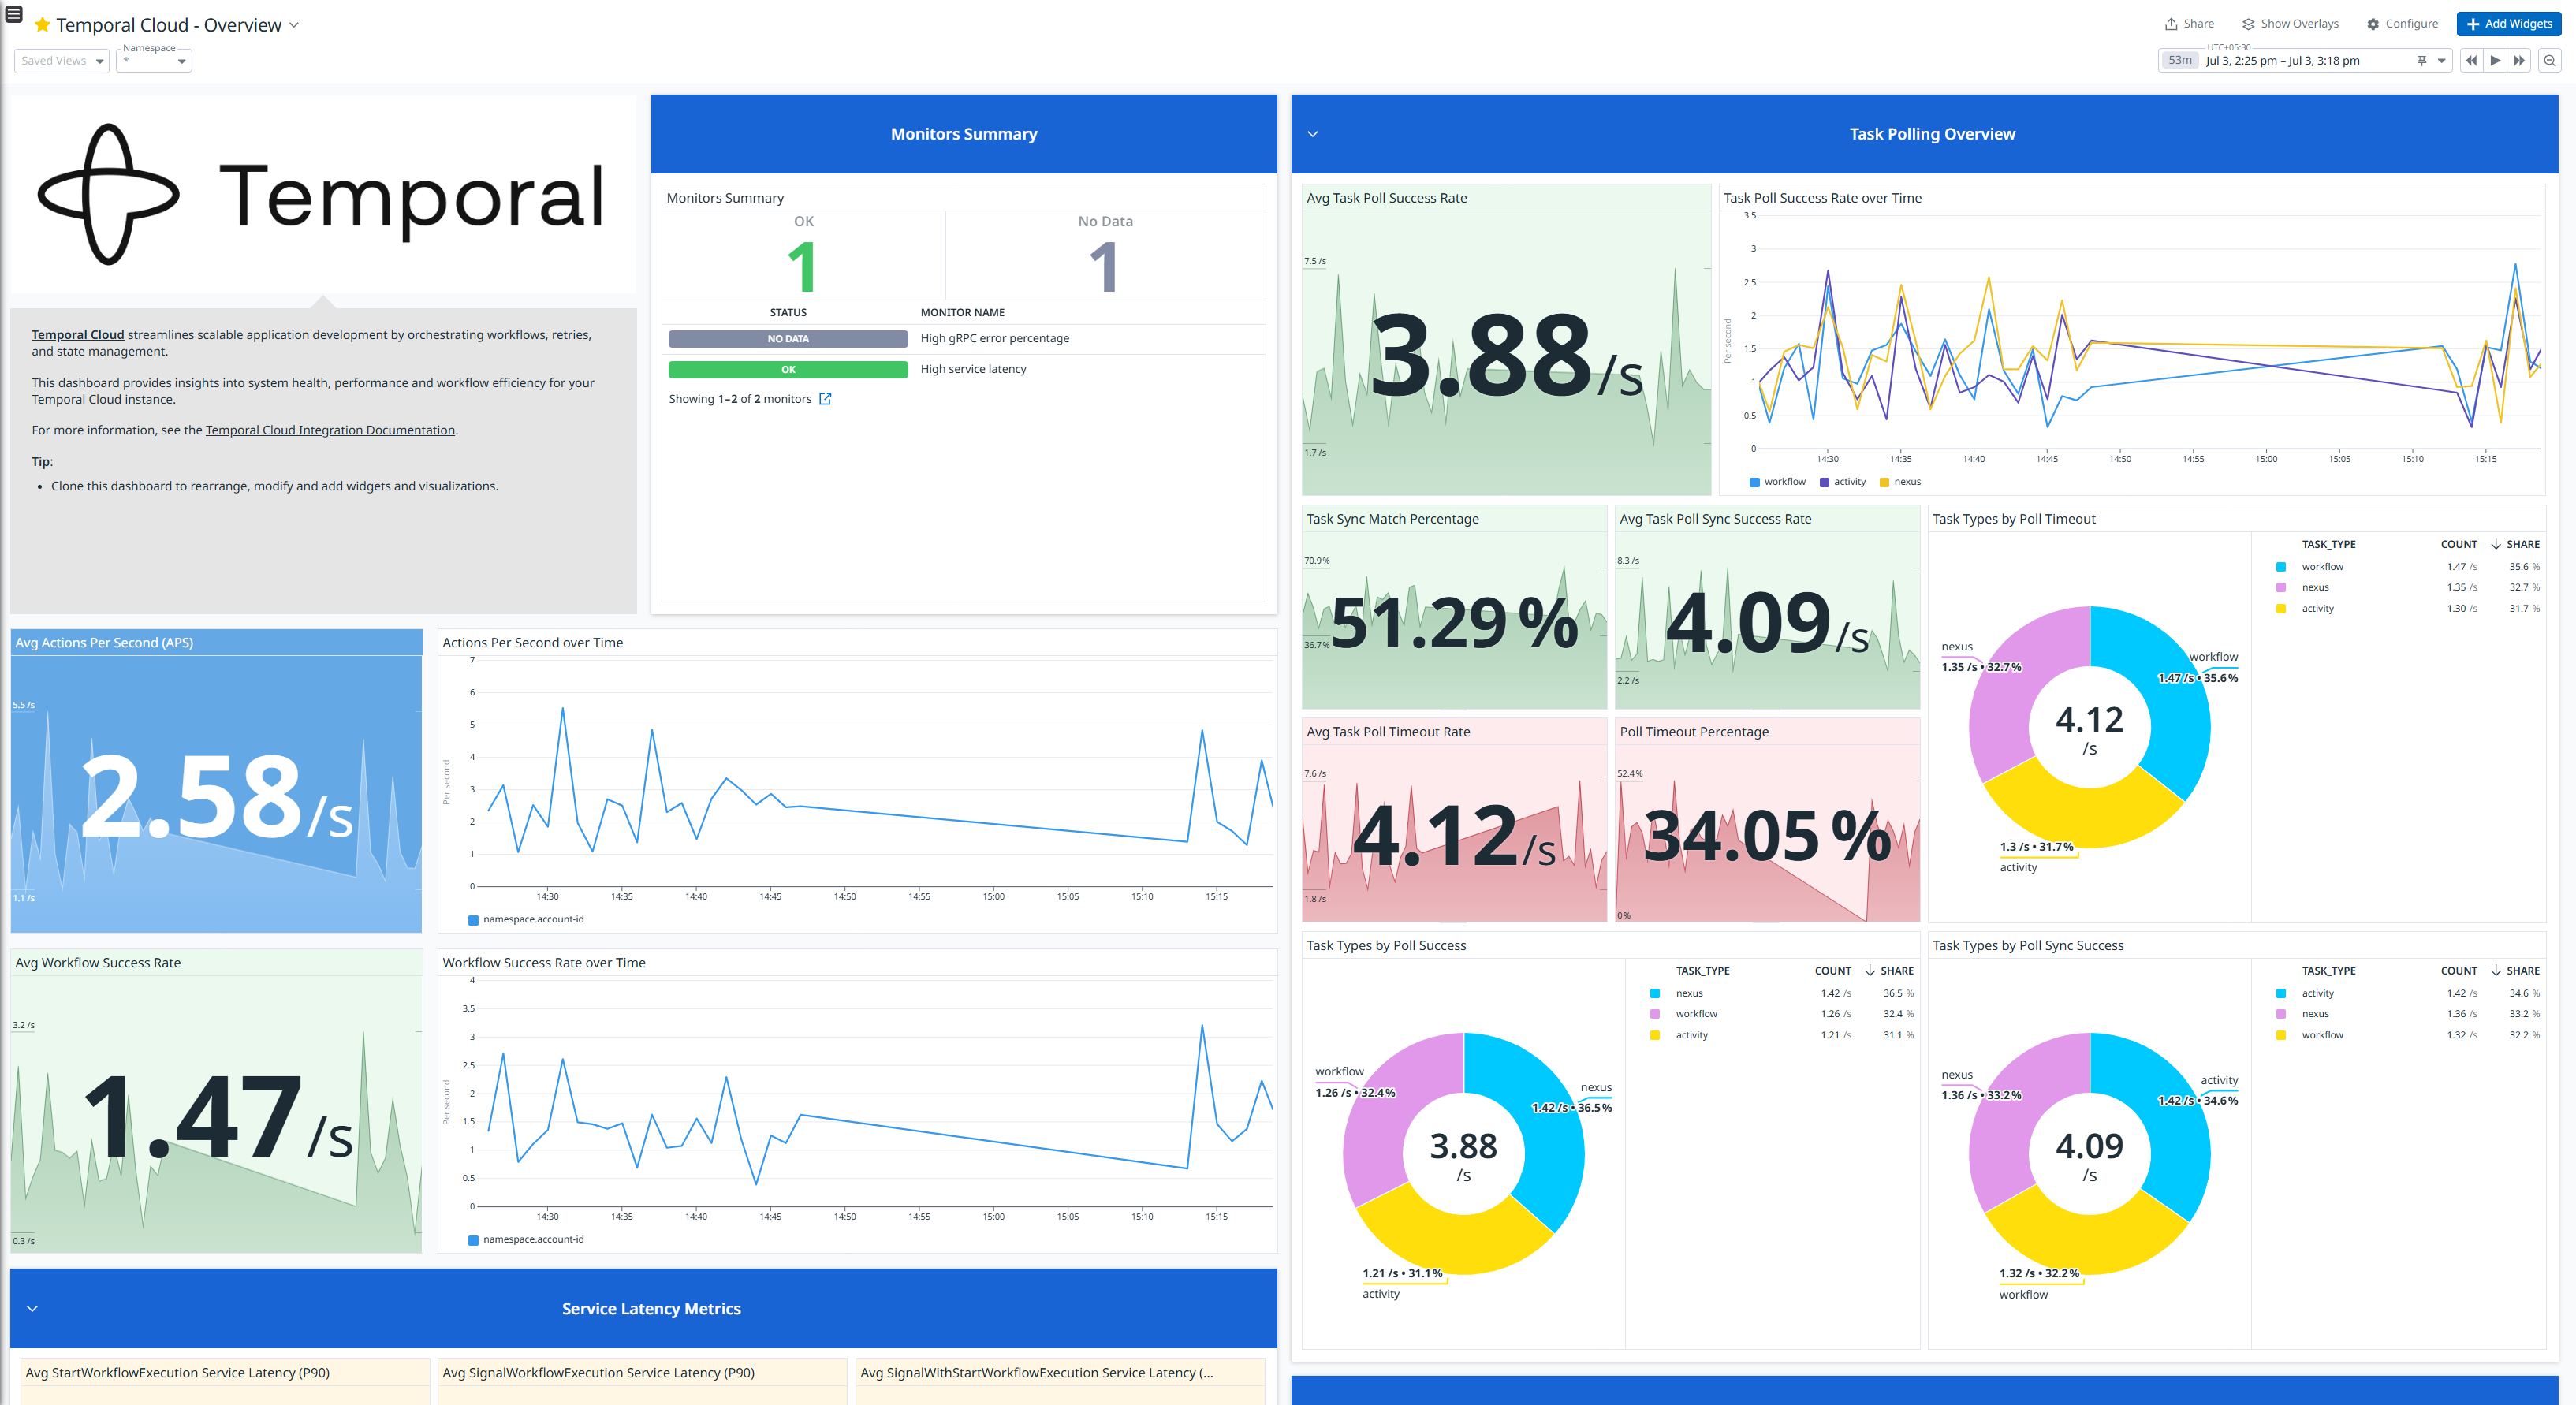 Temporal Cloud - Overview
Share
Show Overlays
Configure
Add Widgets
Saved Views
Namespace
*
UTC+05:30
53m
Jul 3, 2:25 pm – Jul 3, 3:18 pm
Temporal
Temporal Cloud streamlines scalable application development by orchestrating workflows, retries,
and state management.
This dashboard provides insights into system health, performance and workflow efficiency for your
Temporal Cloud instance.
For more information, see the Temporal Cloud Integration Documentation.
Tip:
• Clone this dashboard to rearrange, modify and add widgets and visualizations.
Monitors Summary
Monitors Summary
OK
1
No Data
1
STATUS
MONITOR NAME
NO DATA
High gRPC error percentage
OK
High service latency
Showing 1–2 of 2 monitors
Avg Actions Per Second (APS)
5.5 /s
2.58/s
1.1 /s
Actions Per Second over Time
7
6
5
4
3
2
1
0
Per second
14:30
14:35
14:40
14:45
14:50
14:55
15:00
15:05
15:10
15:15
namespace.account-id
Avg Workflow Success Rate
3.2 /s
1.47/s
0.3 /s
Workflow Success Rate over Time
4
3.5
3
2.5
2
1.5
1
0.5
0
Per second
14:30
14:35
14:40
14:45
14:50
14:55
15:00
15:05
15:10
15:15
namespace.account-id
Service Latency Metrics
Avg StartWorkflowExecution Service Latency (P90)
Avg SignalWorkflowExecution Service Latency (P90)
Avg SignalWithStartWorkflowExecution Service Latency (...
Task Polling Overview
Avg Task Poll Success Rate
7.5 /s
3.88/s
1.7 /s
Task Poll Success Rate over Time
3.5
3
2.5
2
1.5
1
0.5
0
Per second
14:30
14:35
14:40
14:45
14:50
14:55
15:00
15:05
15:10
15:15
workflow
activity
nexus
Task Sync Match Percentage
70.9%
51.29%
36.7%
Avg Task Poll Sync Success Rate
8.3 /s
4.09/s
2.2 /s
Task Types by Poll Timeout
TASK_TYPE COUNT SHARE
workflow 1.47 /s 35.6 %
nexus 1.35 /s 32.7 %
activity 1.30 /s 31.7 %
nexus
1.35 /s • 32.7%
workflow
1.47 /s • 35.6%
4.12
/s
1.3 /s • 31.7%
activity
Avg Task Poll Timeout Rate
7.6 /s
4.12/s
1.8 /s
Poll Timeout Percentage
52.4%
34.05%
0%
Task Types by Poll Success
TASK_TYPE COUNT SHARE
nexus 1.42 /s 36.5 %
workflow 1.26 /s 32.4 %
activity 1.21 /s 31.1 %
workflow
1.26 /s • 32.4%
nexus
1.42 /s • 36.5%
3.88
/s
1.21 /s • 31.1%
activity
Task Types by Poll Sync Success
TASK_TYPE COUNT SHARE
activity 1.42 /s 34.6 %
nexus 1.36 /s 33.2 %
workflow 1.32 /s 32.2 %
nexus
1.36 /s • 33.2%
activity
1.42 /s • 34.6%
4.09
/s
1.32 /s • 32.2%
workflow